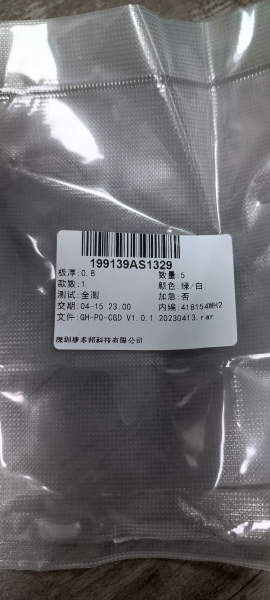 199139AS1329
板厚:0.8 数量:5
款数:1 颜色:绿/白
测试:全测 加急:否
交期:04-15 23:00 内编:418154WH2
文件:GH-PO-CGD V1.0.1 20230413.rar
深圳捷多邦科技有限公司